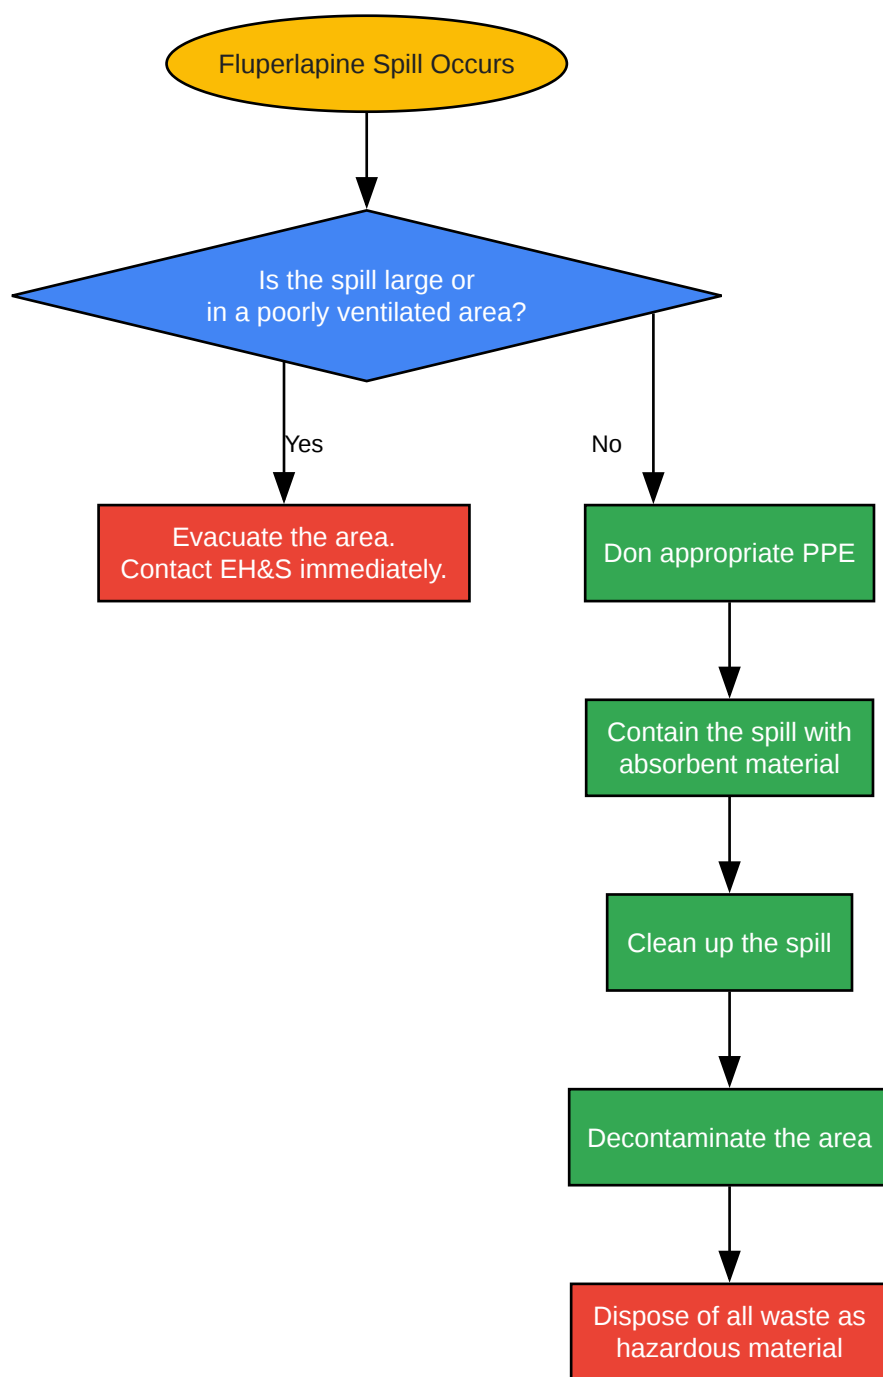 Fluperlapine Spill Occurs
Is the spill large or
in a poorly ventilated area?
Yes
No
Evacuate the area.
Contact EH&S immediately.
Don appropriate PPE
Contain the spill with
absorbent material
Clean up the spill
Decontaminate the area
Dispose of all waste as
hazardous material